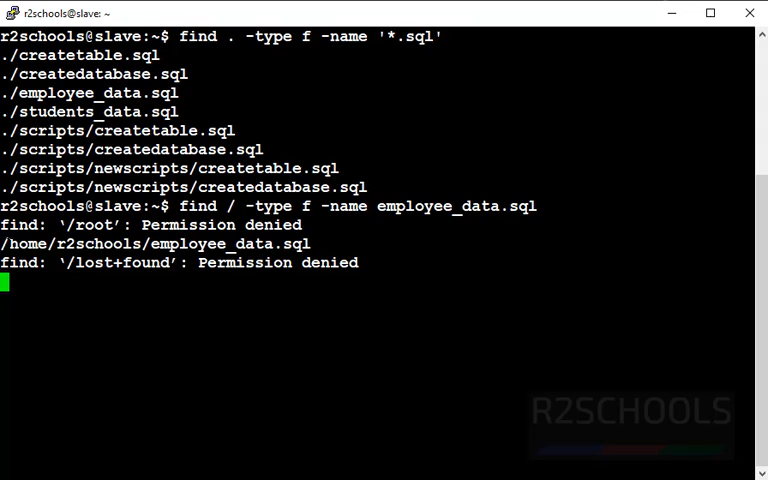 r2schools@slave: ~
r2schools@slave:~$ find . -type f -name '*.sql'
./createtable.sql
./createdatabase.sql
./employee_data.sql
./students_data.sql
./scripts/createtable.sql
./scripts/createdatabase.sql
./scripts/newscripts/createtable.sql
./scripts/newscripts/createdatabase.sql
r2schools@slave:~$ find / -type f -name employee_data.sql
find: ‘/root’: Permission denied
/home/r2schools/employee_data.sql
find: ‘/lost+found’: Permission denied
R2SCHOOLS